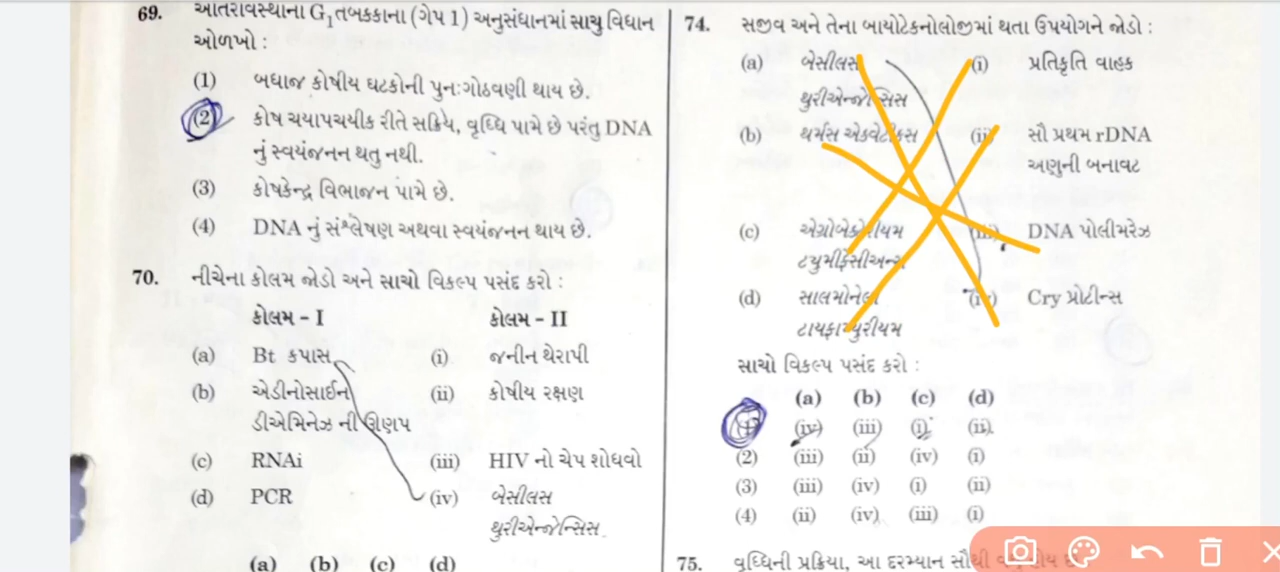 69. આંતરાવસ્થાના G1તબક્કાના (ગેપ 1) અનુસંધાનમાં સાચુ વિધાન
ઓળખો :
(1) બધાજ કોષીય ઘટકોની પુનઃગોઠવણી થાય છે.
(2) કોષ ચયાપચયીક રીતે સક્રિય, વૃધ્ધિ પામે છે પરંતુ DNA
નું સ્વયંજનન થતુ નથી.
(3) કોષકેન્દ્ર વિભાજન પામે છે.
(4) DNA નું સંશ્લેષણ અથવા સ્વયંજનન થાય છે.
70. નીચેના કોલમ જોડો અને સાચો વિકલ્પ પસંદ કરો :
કોલમ – I કોલમ – II
(a) Bt કપાસ (i) જનીન થેરાપી
(b) એડીનોસાઈન (ii) કોષીય રક્ષણ
ડીએમિનેઝ ની ઊણપ
(c) RNAi (iii) HIV નો ચેપ શોધવો
(d) PCR (iv) બેસીલસ
થુરીએન્જેન્સિસ
(a) (b) (c) (d)
74. સજીવ અને તેના બાયોટેકનોલોજીમાં થતા ઉપયોગને જોડો :
(a) બેસીલસ (i) પ્રતિકૃતિ વાહક
થુરીએન્જેન્સિસ
(b) થર્મસ એક્વેટીકસ (ii) સૌ પ્રથમ rDNA
અણુની બનાવટ
(c) એગ્રોબેક્ટેરીયમ (iii) DNA પોલીમરેઝ
ટ્યુમીફેસીઅન્સ
(d) સાલમોનેલા (iv) Cry પ્રોટીન્સ
ટાયફામ્યુરીયમ
સાચો વિકલ્પ પસંદ કરો :
(a) (b) (c) (d)
(1) (iv) (iii) (i) (ii)
(2) (iii) (ii) (iv) (i)
(3) (iii) (iv) (i) (ii)
(4) (ii) (iv) (iii) (i)
75. વૃધ્ધિની પ્રક્રિયા, આ દરમ્યાન સૌથી